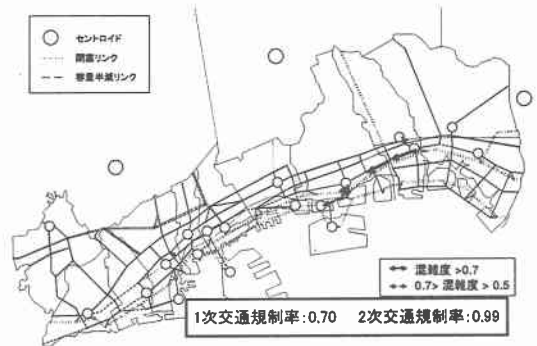 セントロイド
閉塞リンク
容量半減リンク
混雑度 >0.7
0.7> 混雑度 > 0.5
1次交通規制率:0.70 2次交通規制率:0.99